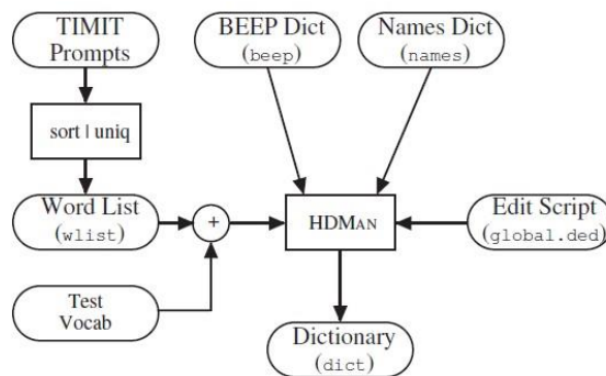 TIMIT
Prompts
BEEP Dict
(beep)
Names Dict
(names)
sort | uniq
Word List
(wlist)
+
HDMAN
Edit Script
(global.ded)
Test
Vocab
Dictionary
(dict)